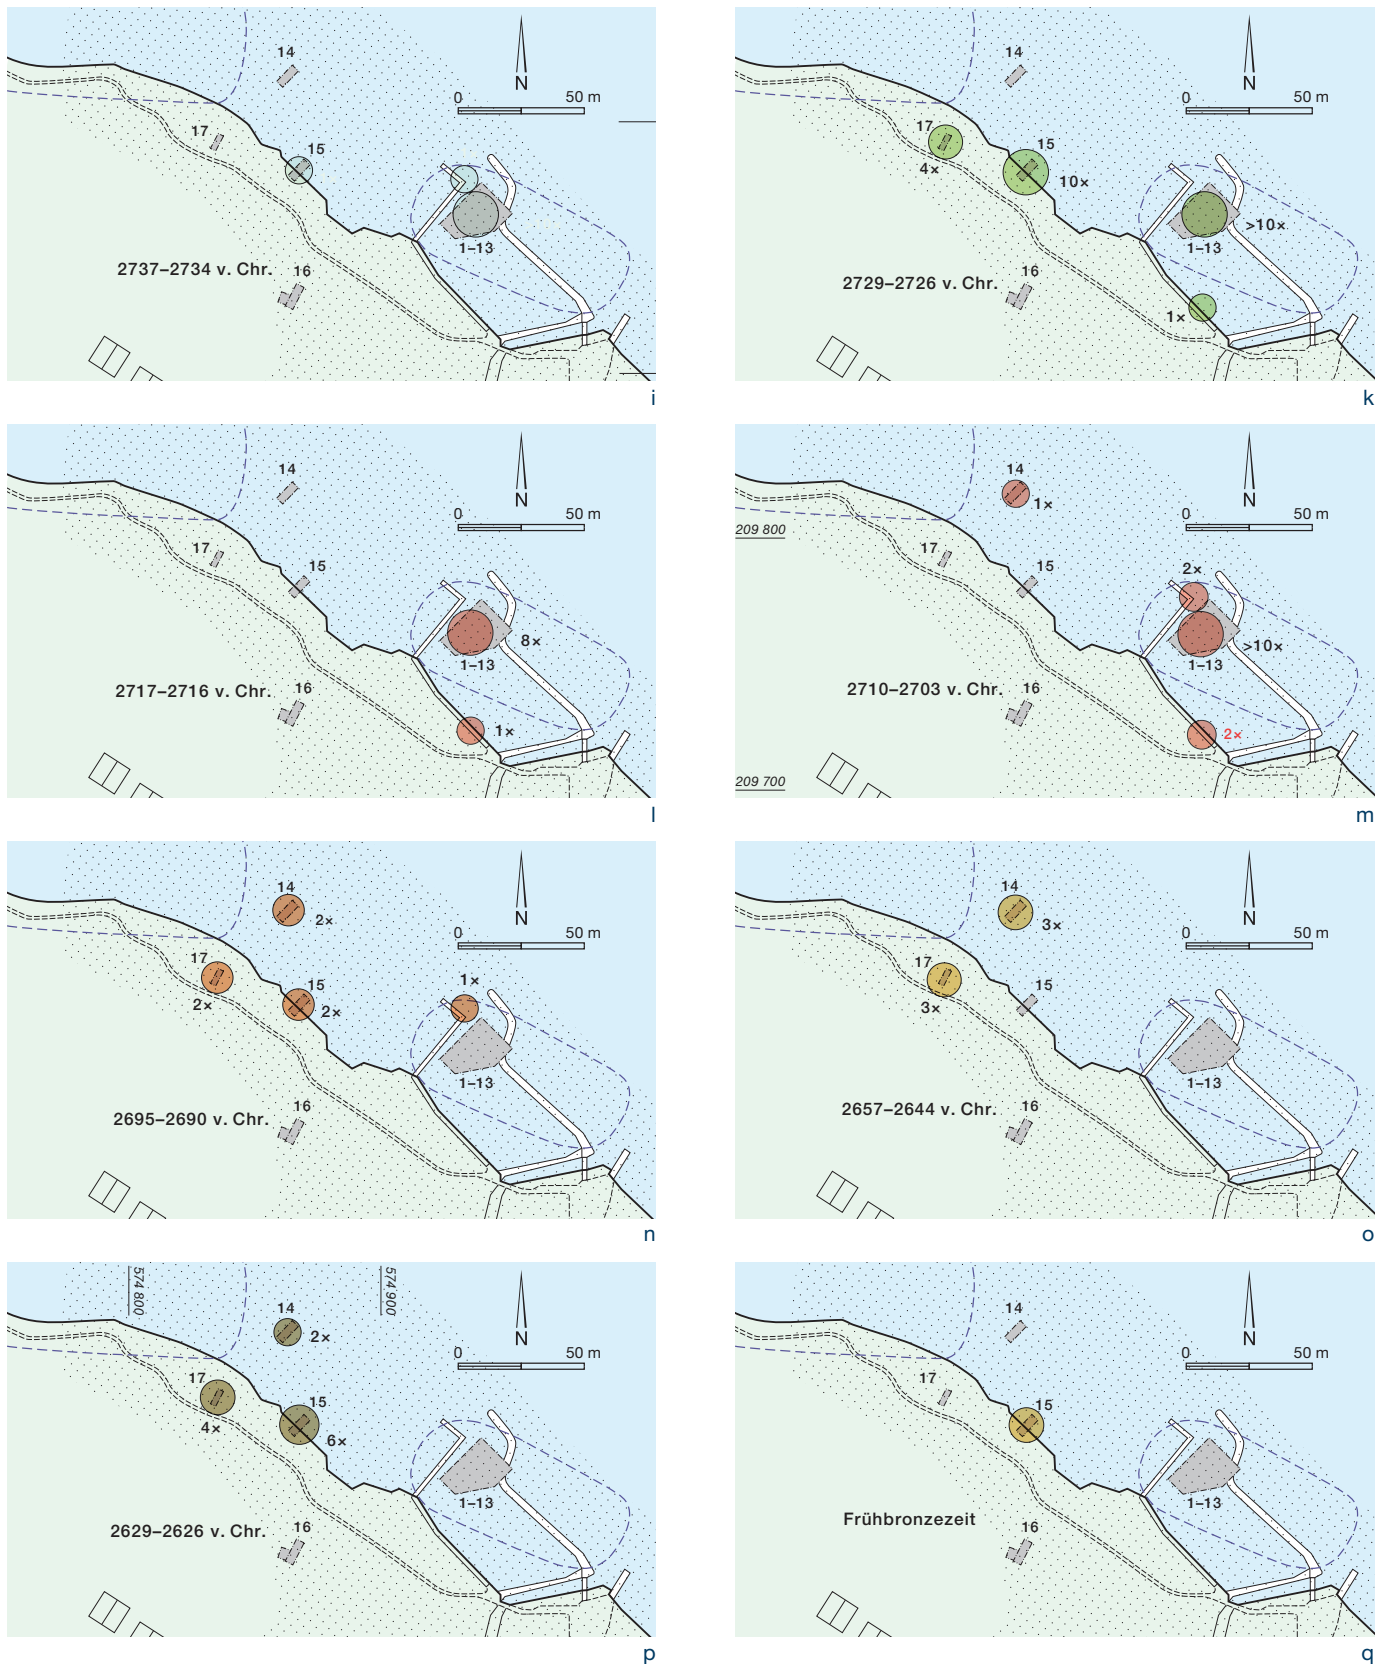 14
N
0 50 m
17
15
1–13
2737–2734 v. Chr.
16
i
14
N
0 50 m
17
4×
15
10×
>10×
1–13
2729–2726 v. Chr.
16
1×
k
14
N
0 50 m
17
15
8×
1–13
2717–2716 v. Chr.
16
1×
l
14
1×
N
0 50 m
209 800
17
15
2×
>10×
1–13
2710–2703 v. Chr.
16
2×
209 700
m
14
2×
N
0 50 m
17
2×
15
2×
1×
1–13
2695–2690 v. Chr.
16
n
14
3×
N
0 50 m
17
3×
15
1–13
2657–2644 v. Chr.
16
o
574 800
574 900
14
2×
N
0 50 m
17
4×
15
6×
1–13
2629–2626 v. Chr.
16
p
14
N
0 50 m
17
15
1–13
Frühbronzezeit
16
q